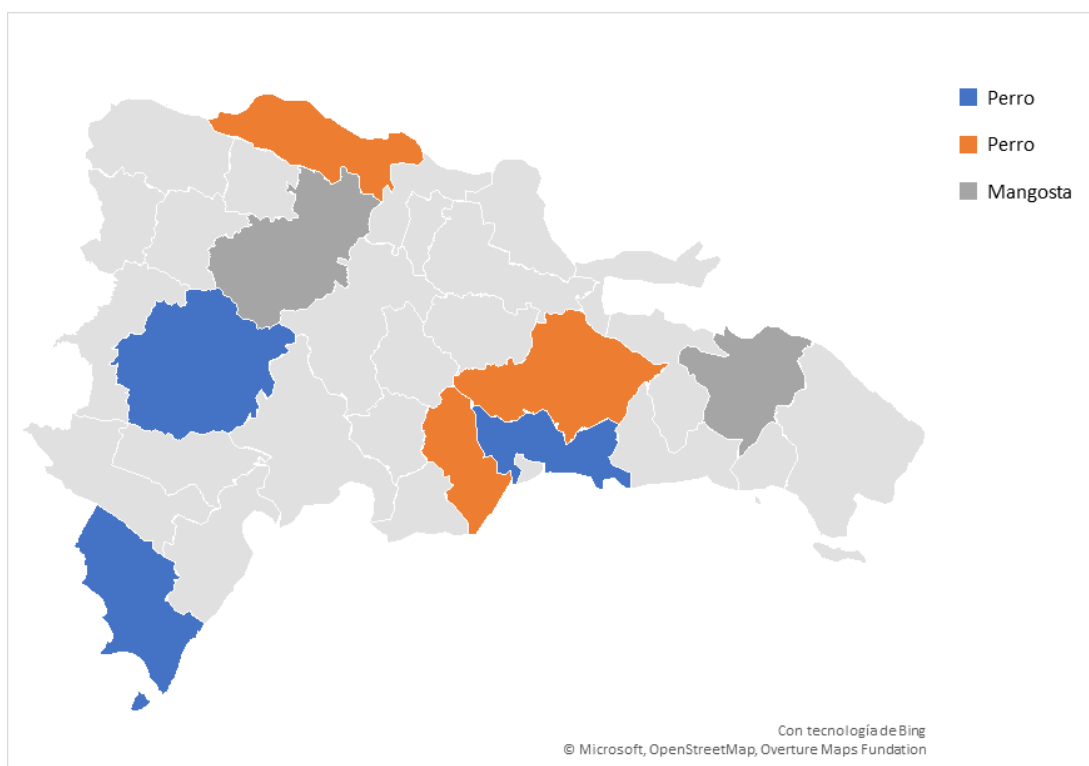 Perro
Perro
Mangosta
Con tecnología de Bing
© Microsoft, OpenStreetMap, Overture Maps Fundation